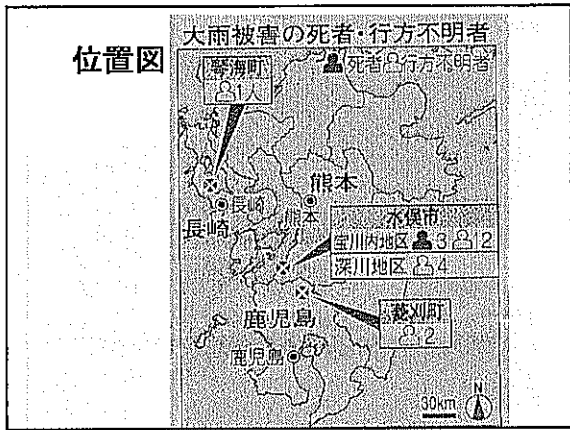 位置図
大雨被害の死者・行方不明者
死者 行方不明者
琴海町
1人
熊本
長崎
熊本
長崎
水俣市
宝川内地区 3 2
深川地区 4
菱刈町
2
鹿児島
鹿児島
N
30km